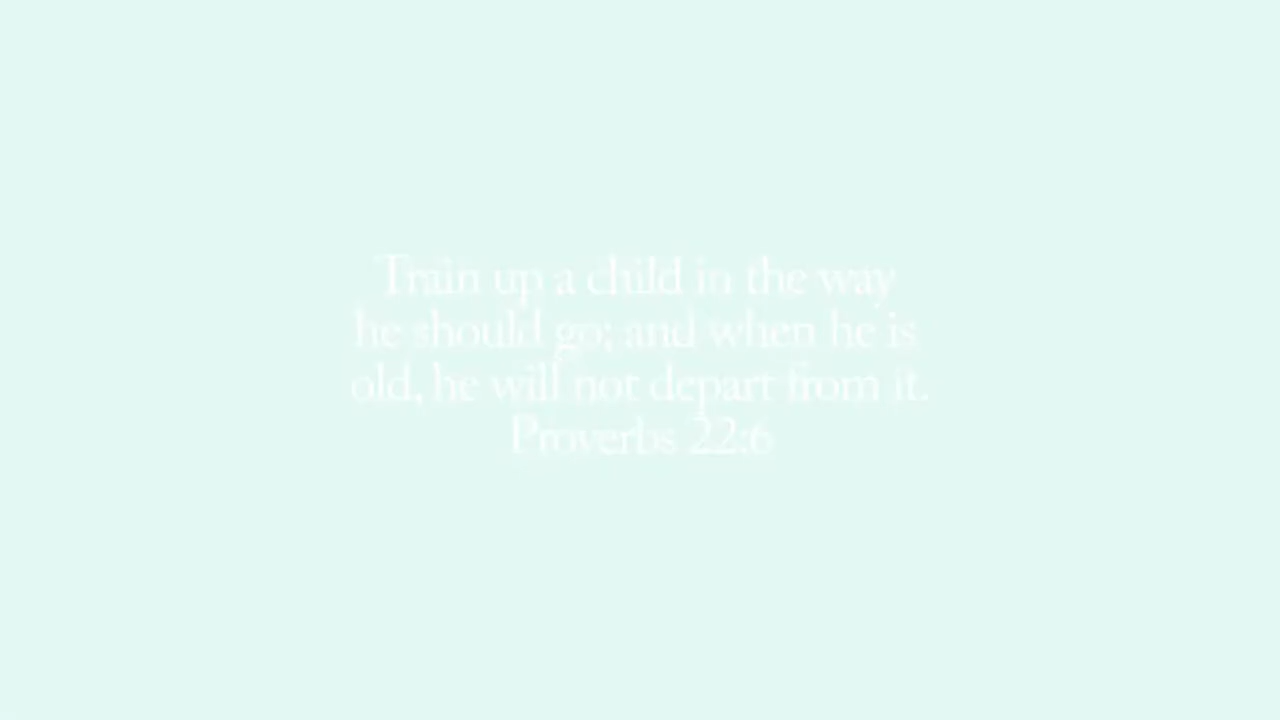 Train up a child in the way
he should go; and when he is
old, he will not depart from it.
Proverbs 22:6